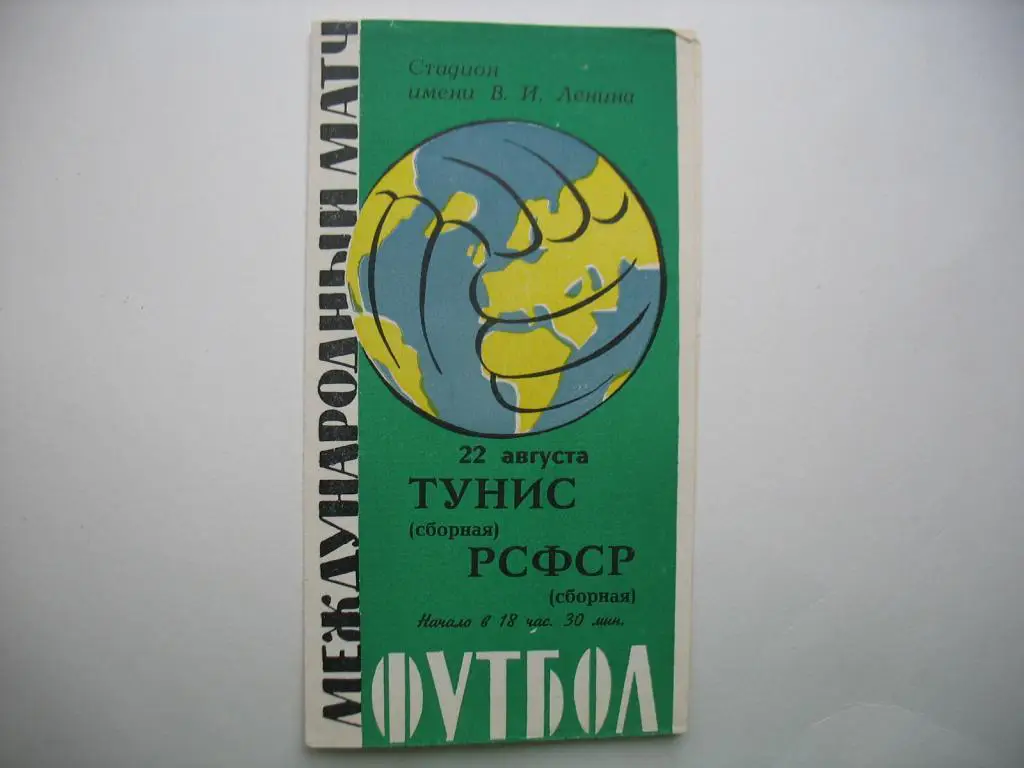 МЕЖДУНАРОДНЫЙ МАТЧ
Стадион
имени В. И. Ленина
22 августа
ТУНИС
(сборная)
РСФСР
(сборная)
Начало в 18 час. 30 мин.
ФУТБОЛ